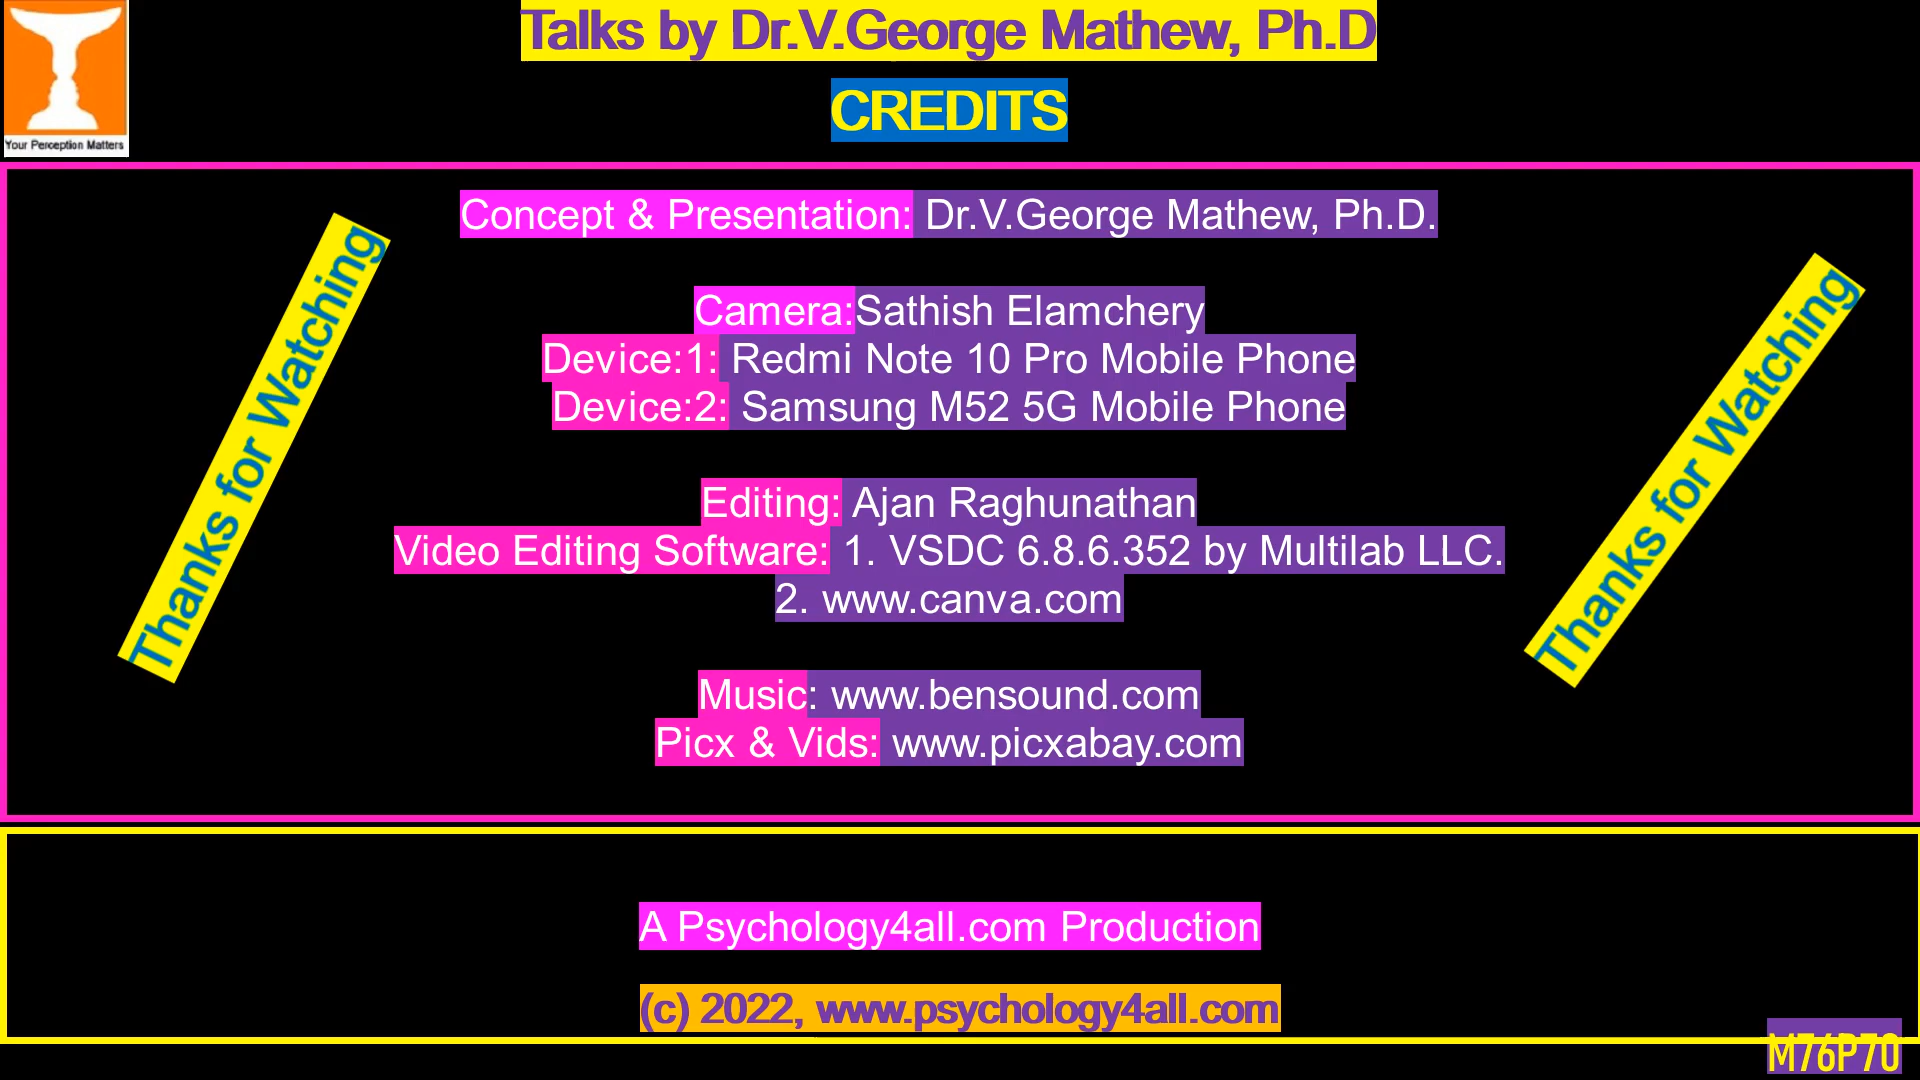 Talks by Dr.V.George Mathew, Ph.D
CREDITS
Your Perception Matters
Concept & Presentation: Dr.V.George Mathew, Ph.D.
Thanks for Watching
Thanks for Watching
Camera:Sathish Elamchery
Device:1: Redmi Note 10 Pro Mobile Phone
Device:2: Samsung M52 5G Mobile Phone
Editing: Ajan Raghunathan
Video Editing Software: 1. VSDC 6.8.6.352 by Multilab LLC.
2. www.canva.com
Music: www.bensound.com
Picx & Vids: www.picxabay.com
A Psychology4all.com Production
(c) 2022, www.psychology4all.com
M76P70